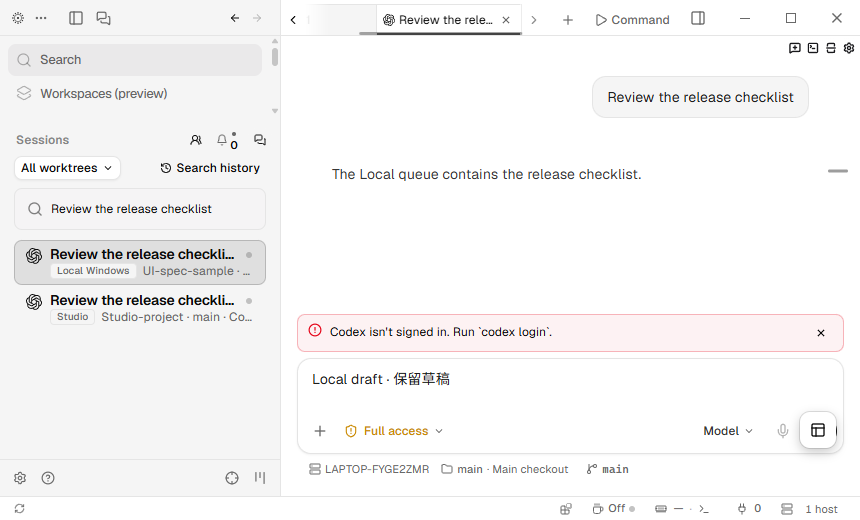 Review the rele...
Command
Search
Workspaces (preview)
Sessions
0
All worktrees
Search history
Review the release checklist
Review the release checkli...
Local Windows
UI-spec-sample · ...
Review the release checkli...
Studio
Studio-project · main · Co...
Review the release checklist
The Local queue contains the release checklist.
Codex isn't signed in. Run `codex login`.
Local draft · 保留草稿
Full access
Model
LAPTOP-FYGE2ZMR
main · Main checkout
main
Off
0
1 host